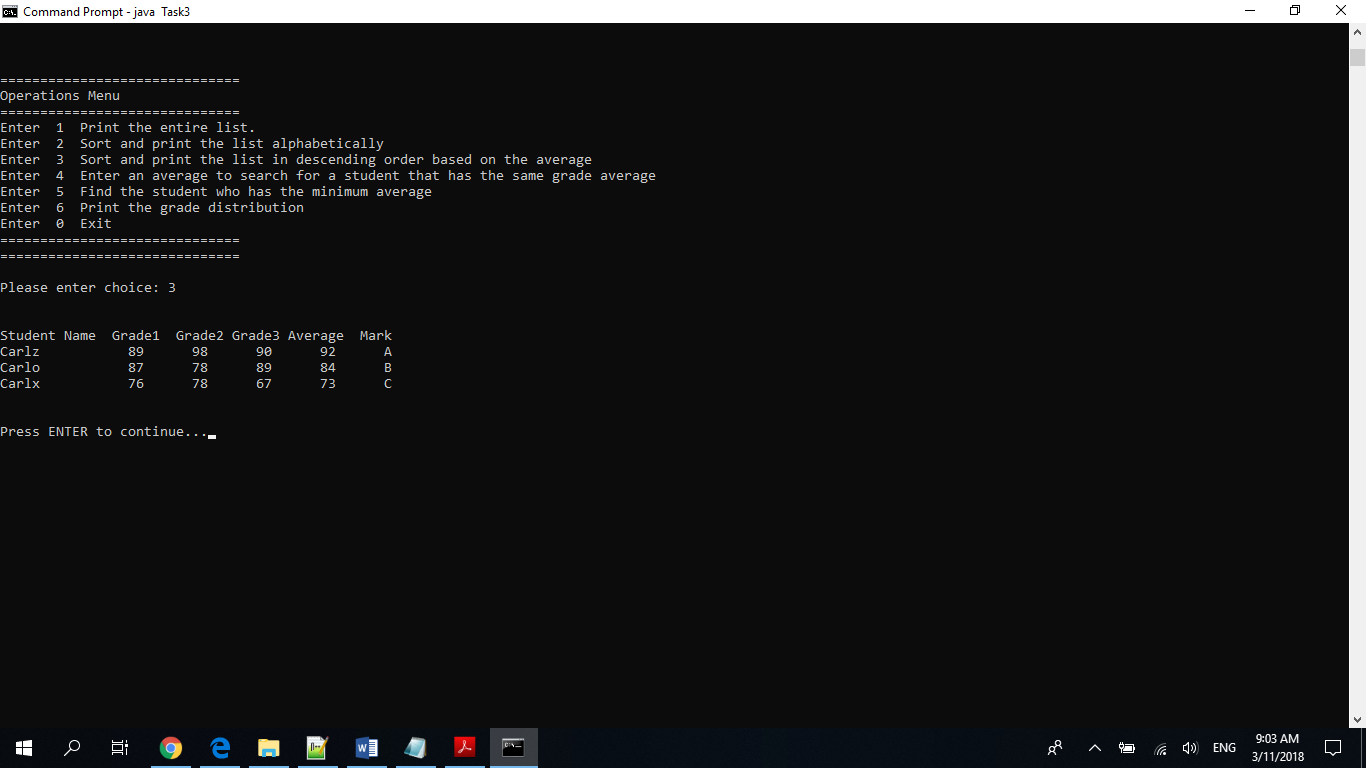 Command Prompt - java  Task3
==============================
Operations Menu
==============================
Enter  1  Print the entire list.
Enter  2  Sort and print the list alphabetically
Enter  3  Sort and print the list in descending order based on the average
Enter  4  Enter an average to search for a student that has the same grade average
Enter  5  Find the student who has the minimum average
Enter  6  Print the grade distribution
Enter  0  Exit
==============================
==============================
Please enter choice: 3
Student Name  Grade1  Grade2 Grade3 Average  Mark
Carlz           89      98      90      92      A
Carlo           87      78      89      84      B
Carlx           76      78      67      73      C
Press ENTER to continue...
ENG
9:03 AM
3/11/2018